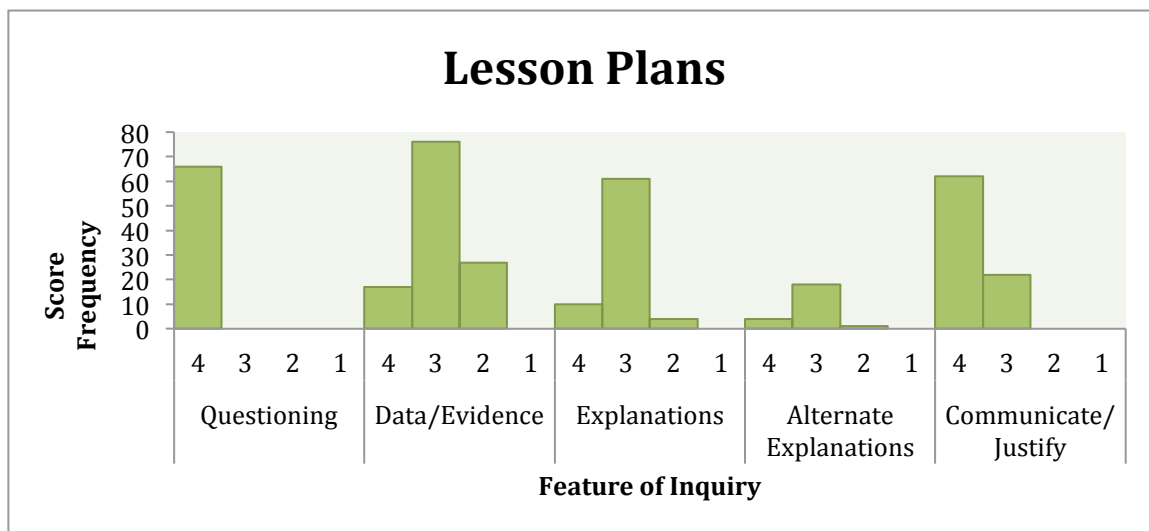 Lesson Plans
80
70
60
50
40
30
20
10
0
Score
Frequency
4 3 2 1 4 3 2 1 4 3 2 1 4 3 2 1 4 3 2 1
Questioning Data/Evidence Explanations Alternate Communicate/
Explanations Justify
Feature of Inquiry